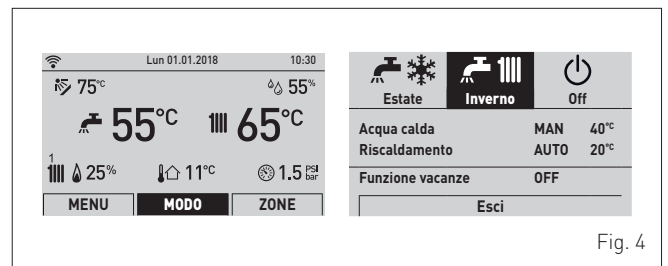 Lun 01.01.2018 10:30
75°C 55%
55°C 65°C
1
25% 11°C 1.5 PSI bar
MENU MODO ZONE
Estate Inverno Off
Acqua calda MAN 40°C
Riscaldamento AUTO 20°C
Funzione vacanze OFF
Esci
Fig. 4